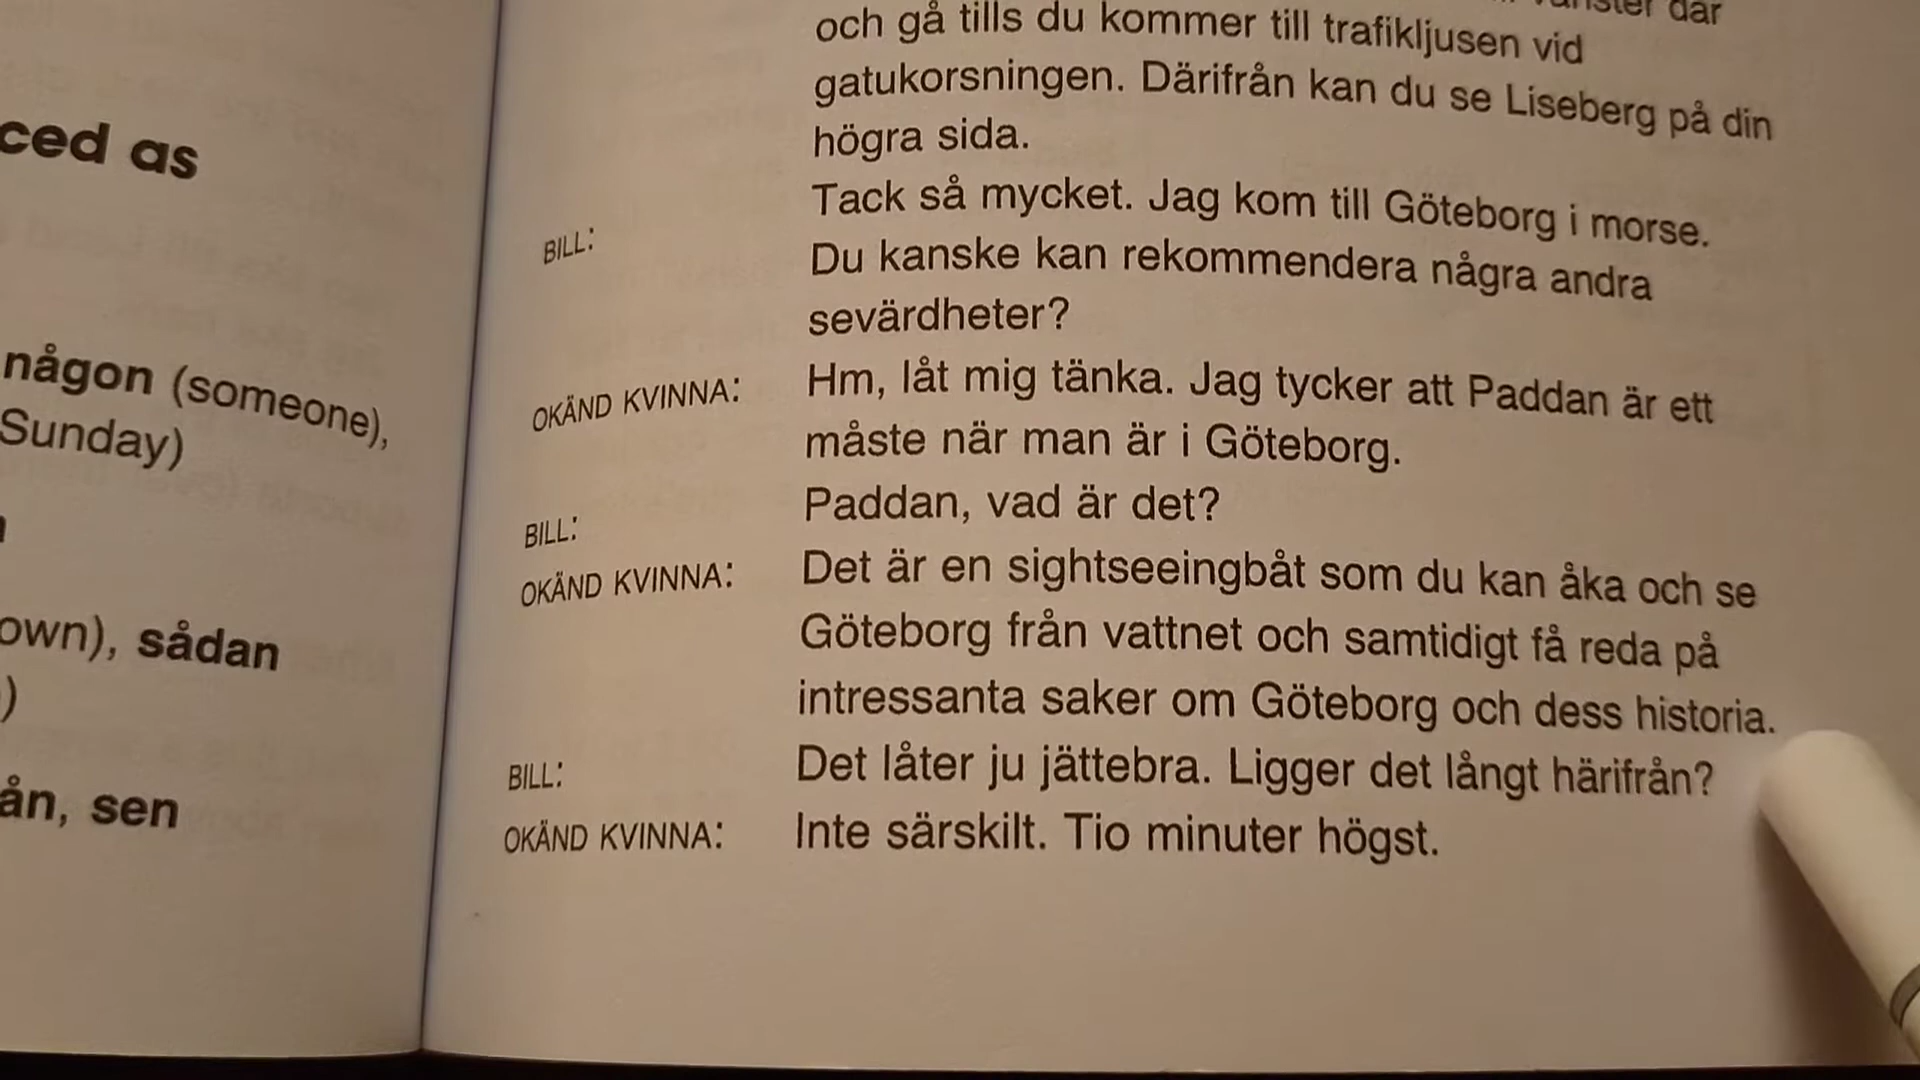 ced as
någon (someone),
Sunday)
own), sådan
)
ån, sen
där
och gå tills du kommer till trafikljusen vid
gatukorsningen. Därifrån kan du se Liseberg på din
högra sida.
BILL: Tack så mycket. Jag kom till Göteborg i morse.
Du kanske kan rekommendera några andra
sevärdheter?
OKÄND KVINNA: Hm, låt mig tänka. Jag tycker att Paddan är ett
måste när man är i Göteborg.
BILL: Paddan, vad är det?
OKÄND KVINNA: Det är en sightseeingbåt som du kan åka och se
Göteborg från vattnet och samtidigt få reda på
intressanta saker om Göteborg och dess historia.
BILL: Det låter ju jättebra. Ligger det långt härifrån?
OKÄND KVINNA: Inte särskilt. Tio minuter högst.